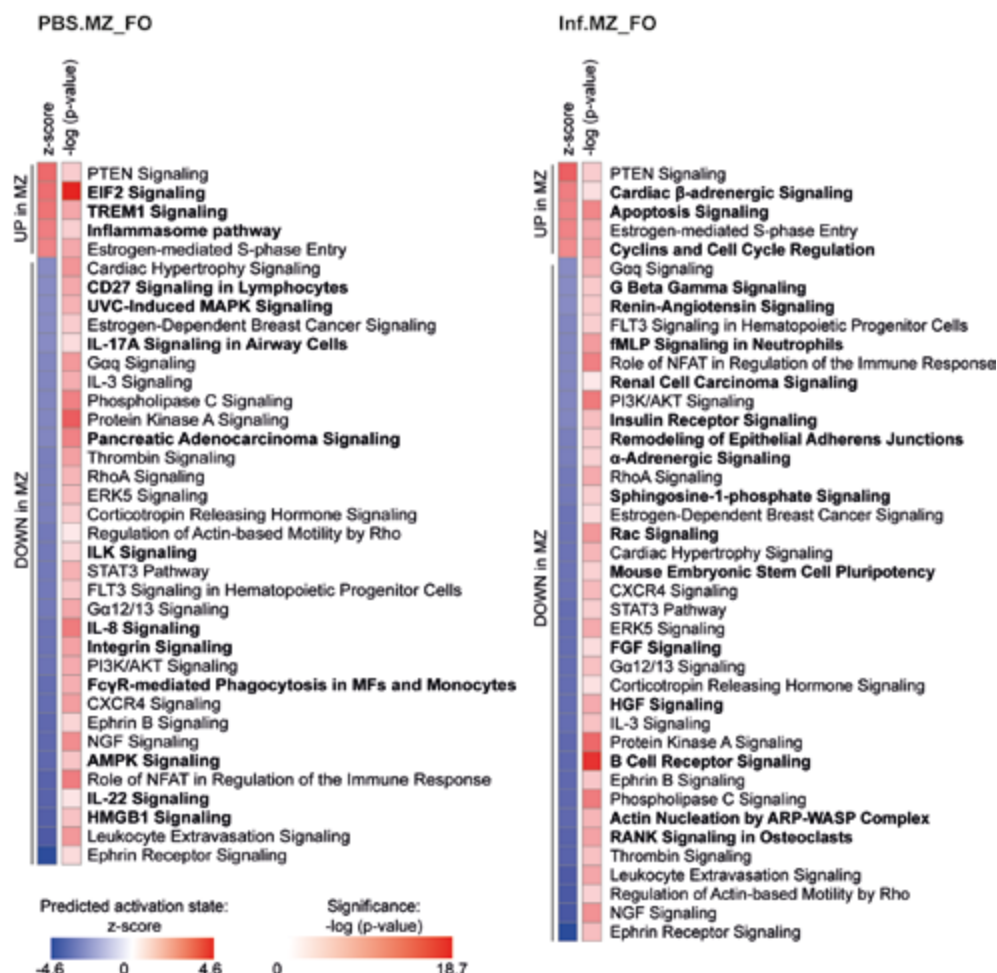 PBS.MZ_FO
z-score
-log (p-value)
UP in MZ
PTEN Signaling
EIF2 Signaling
TREM1 Signaling
Inflammasome pathway
Estrogen-mediated S-phase Entry
DOWN in MZ
Cardiac Hypertrophy Signaling
CD27 Signaling in Lymphocytes
UVC-Induced MAPK Signaling
Estrogen-Dependent Breast Cancer Signaling
IL-17A Signaling in Airway Cells
Gαq Signaling
IL-3 Signaling
Phospholipase C Signaling
Protein Kinase A Signaling
Pancreatic Adenocarcinoma Signaling
Thrombin Signaling
RhoA Signaling
ERK5 Signaling
Corticotropin Releasing Hormone Signaling
Regulation of Actin-based Motility by Rho
ILK Signaling
STAT3 Pathway
FLT3 Signaling in Hematopoietic Progenitor Cells
Gα12/13 Signaling
IL-8 Signaling
Integrin Signaling
PI3K/AKT Signaling
FcγR-mediated Phagocytosis in MFs and Monocytes
CXCR4 Signaling
Ephrin B Signaling
NGF Signaling
AMPK Signaling
Role of NFAT in Regulation of the Immune Response
IL-22 Signaling
HMGB1 Signaling
Leukocyte Extravasation Signaling
Ephrin Receptor Signaling
Inf.MZ_FO
z-score
-log (p-value)
UP in MZ
PTEN Signaling
Cardiac β-adrenergic Signaling
Apoptosis Signaling
Estrogen-mediated S-phase Entry
Cyclins and Cell Cycle Regulation
DOWN in MZ
Gαq Signaling
G Beta Gamma Signaling
Renin-Angiotensin Signaling
FLT3 Signaling in Hematopoietic Progenitor Cells
fMLP Signaling in Neutrophils
Role of NFAT in Regulation of the Immune Response
Renal Cell Carcinoma Signaling
PI3K/AKT Signaling
Insulin Receptor Signaling
Remodeling of Epithelial Adherens Junctions
α-Adrenergic Signaling
RhoA Signaling
Sphingosine-1-phosphate Signaling
Estrogen-Dependent Breast Cancer Signaling
Rac Signaling
Cardiac Hypertrophy Signaling
Mouse Embryonic Stem Cell Pluripotency
CXCR4 Signaling
STAT3 Pathway
ERK5 Signaling
FGF Signaling
Gα12/13 Signaling
Corticotropin Releasing Hormone Signaling
HGF Signaling
IL-3 Signaling
Protein Kinase A Signaling
B Cell Receptor Signaling
Ephrin B Signaling
Phospholipase C Signaling
Actin Nucleation by ARP-WASP Complex
RANK Signaling in Osteoclasts
Thrombin Signaling
Leukocyte Extravasation Signaling
Regulation of Actin-based Motility by Rho
NGF Signaling
Ephrin Receptor Signaling
Predicted activation state:
z-score
-4.6 0 4.6
Significance:
-log (p-value)
0 18.7